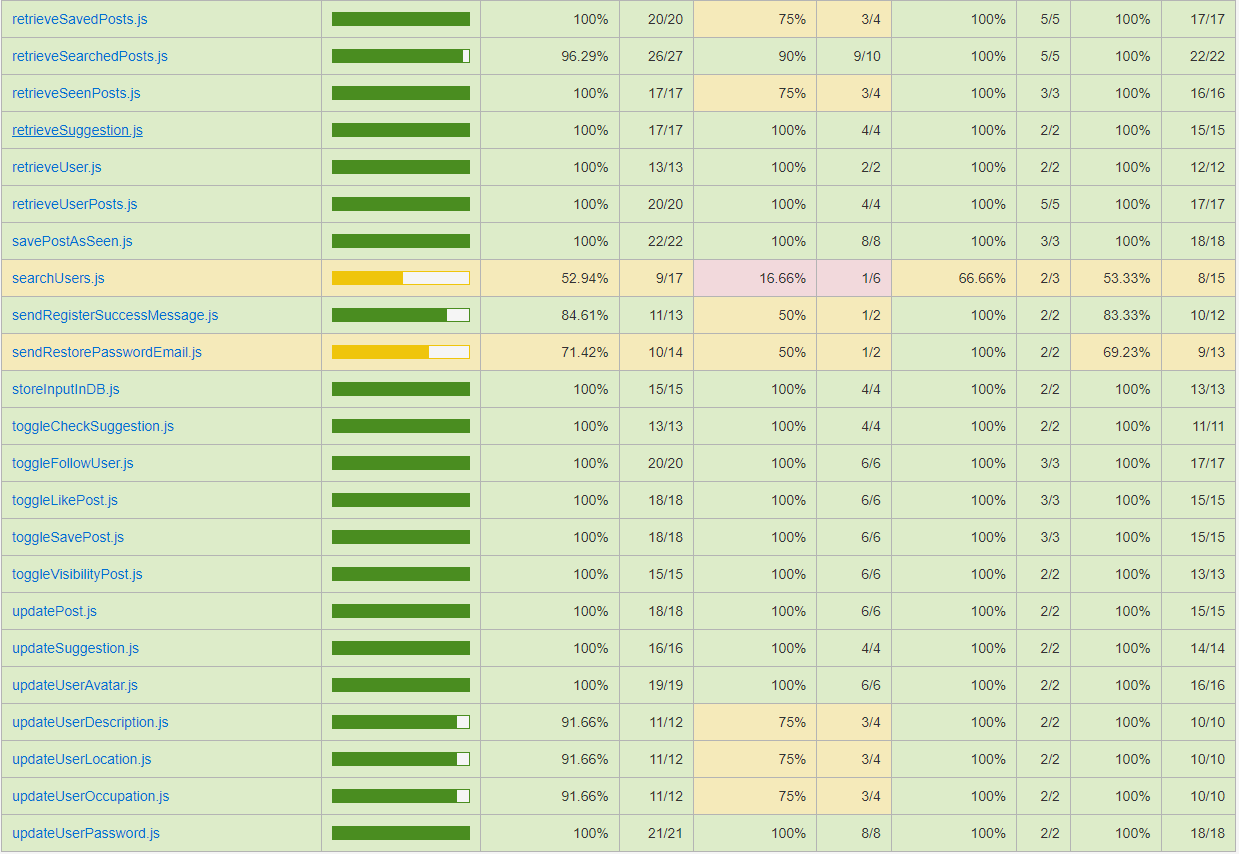 retrieveSavedPosts.js 100% 20/20 75% 3/4 100% 5/5 100% 17/17
retrieveSearchedPosts.js 96.29% 26/27 90% 9/10 100% 5/5 100% 22/22
retrieveSeenPosts.js 100% 17/17 75% 3/4 100% 3/3 100% 16/16
retrieveSuggestion.js 100% 17/17 100% 4/4 100% 2/2 100% 15/15
retrieveUser.js 100% 13/13 100% 2/2 100% 2/2 100% 12/12
retrieveUserPosts.js 100% 20/20 100% 4/4 100% 5/5 100% 17/17
savePostAsSeen.js 100% 22/22 100% 8/8 100% 3/3 100% 18/18
searchUsers.js 52.94% 9/17 16.66% 1/6 66.66% 2/3 53.33% 8/15
sendRegisterSuccessMessage.js 84.61% 11/13 50% 1/2 100% 2/2 83.33% 10/12
sendRestorePasswordEmail.js 71.42% 10/14 50% 1/2 100% 2/2 69.23% 9/13
storeInputInDB.js 100% 15/15 100% 4/4 100% 2/2 100% 13/13
toggleCheckSuggestion.js 100% 13/13 100% 4/4 100% 2/2 100% 11/11
toggleFollowUser.js 100% 20/20 100% 6/6 100% 3/3 100% 17/17
toggleLikePost.js 100% 18/18 100% 6/6 100% 3/3 100% 15/15
toggleSavePost.js 100% 18/18 100% 6/6 100% 3/3 100% 15/15
toggleVisibilityPost.js 100% 15/15 100% 6/6 100% 2/2 100% 13/13
updatePost.js 100% 18/18 100% 6/6 100% 2/2 100% 15/15
updateSuggestion.js 100% 16/16 100% 4/4 100% 2/2 100% 14/14
updateUserAvatar.js 100% 19/19 100% 6/6 100% 2/2 100% 16/16
updateUserDescription.js 91.66% 11/12 75% 3/4 100% 2/2 100% 10/10
updateUserLocation.js 91.66% 11/12 75% 3/4 100% 2/2 100% 10/10
updateUserOccupation.js 91.66% 11/12 75% 3/4 100% 2/2 100% 10/10
updateUserPassword.js 100% 21/21 100% 8/8 100% 2/2 100% 18/18